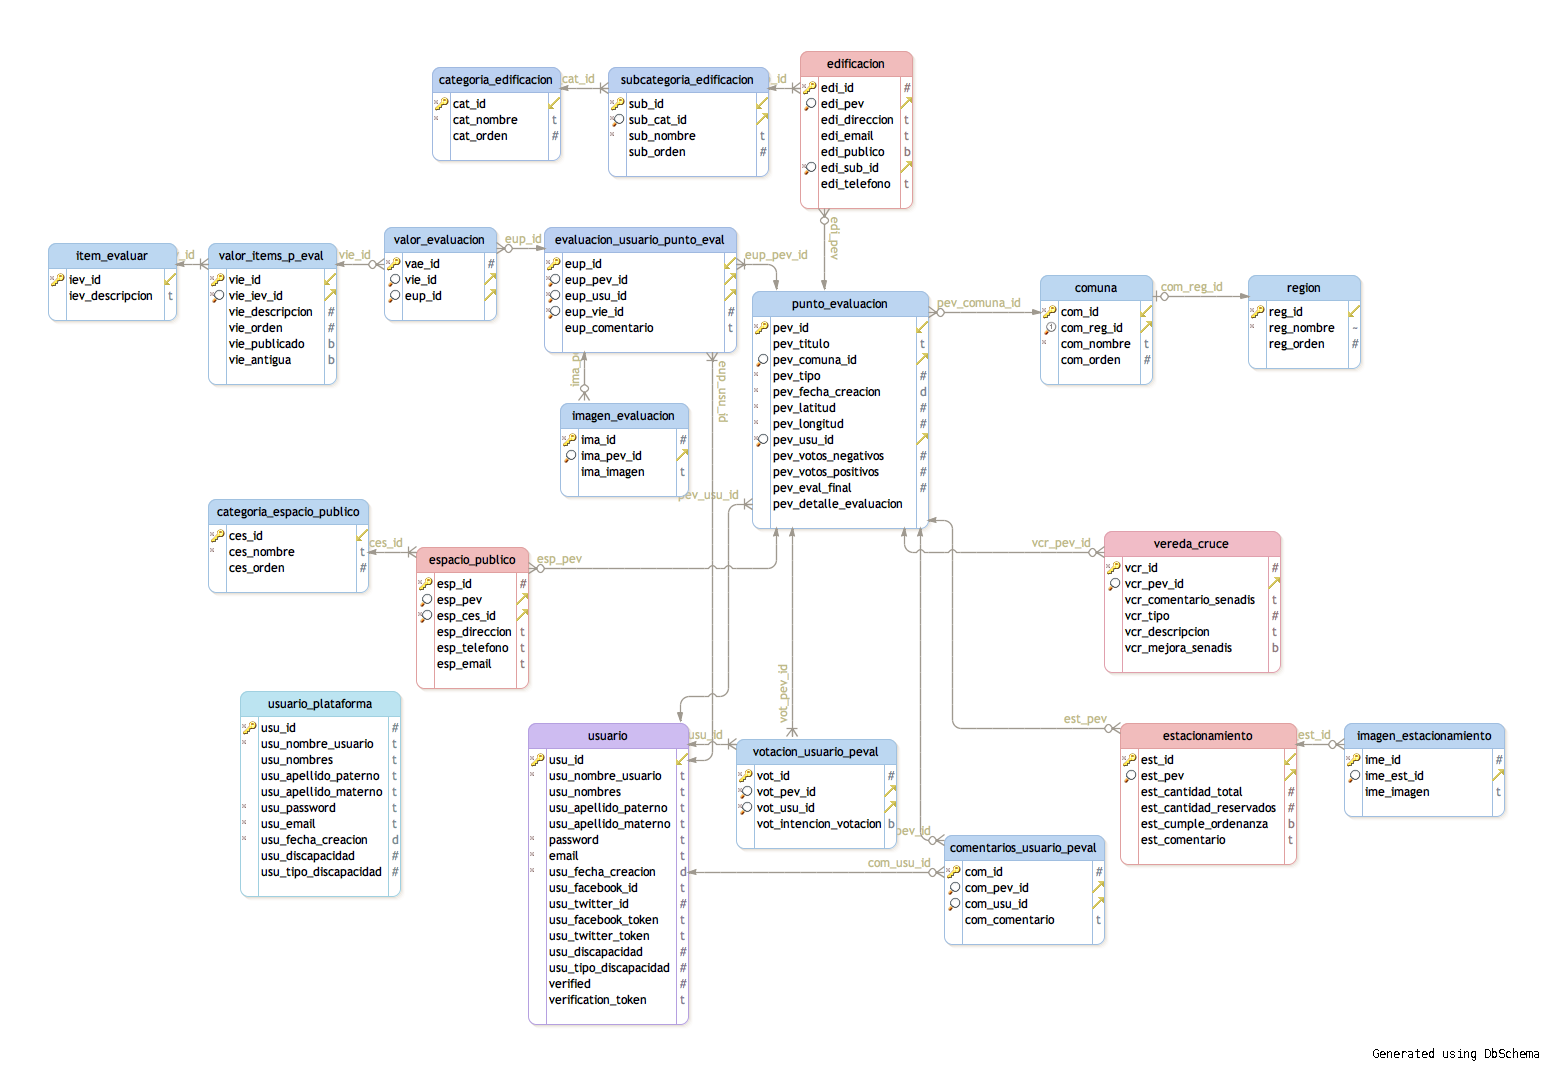 categoria_edificacion
cat_id
cat_nombre t
cat_orden #
cat_id
subcategoria_edificacion
sub_id
sub_cat_id
sub_nombre t
sub_orden #
_id
edificacion
edi_id #
edi_pev
edi_direccion t
edi_email t
edi_publico b
edi_sub_id
edi_telefono t
edi_pev
item_evaluar
iev_id
iev_descripcion t
_id
valor_items_p_eval
vie_id
vie_iev_id
vie_descripcion #
vie_orden #
vie_publicado b
vie_antigua b
vie_id
valor_evaluacion
vae_id #
vie_id
eup_id
eup_id
evaluacion_usuario_punto_eval
eup_id
eup_pev_id
eup_usu_id
eup_vie_id #
eup_comentario t
eup_pev_id
ima_p
eup_usu_id
punto_evaluacion
pev_id
pev_titulo t
pev_comuna_id
pev_tipo #
pev_fecha_creacion d
pev_latitud #
pev_longitud #
pev_usu_id
pev_votos_negativos #
pev_votos_positivos #
pev_eval_final #
pev_detalle_evaluacion
pev_comuna_id
comuna
com_id
com_reg_id
com_nombre t
com_orden #
com_reg_id
region
reg_id
reg_nombre ~
reg_orden #
imagen_evaluacion
ima_id #
ima_pev_id
ima_imagen t
pev_usu_id
categoria_espacio_publico
ces_id
ces_nombre t
ces_orden #
ces_id
espacio_publico
esp_id #
esp_pev
esp_ces_id
esp_direccion t
esp_telefono t
esp_email t
esp_pev
vcr_pev_id
vereda_cruce
vcr_id #
vcr_pev_id
vcr_comentario_senadis t
vcr_tipo #
vcr_descripcion t
vcr_mejora_senadis b
usuario_plataforma
usu_id #
usu_nombre_usuario t
usu_nombres t
usu_apellido_paterno t
usu_apellido_materno t
usu_password t
usu_email t
usu_fecha_creacion d
usu_discapacidad #
usu_tipo_discapacidad #
usuario
usu_id
usu_nombre_usuario t
usu_nombres t
usu_apellido_paterno t
usu_apellido_materno t
password t
email t
usu_fecha_creacion d
usu_facebook_id t
usu_twitter_id #
usu_facebook_token t
usu_twitter_token t
usu_discapacidad #
usu_tipo_discapacidad #
verified #
verification_token t
usu_id
vot_pev_id
votacion_usuario_peval
vot_id #
vot_pev_id
vot_usu_id
vot_intencion_votacion b
pev_id
com_usu_id
comentarios_usuario_peval
com_id #
com_pev_id
com_usu_id
com_comentario t
est_pev
estacionamiento
est_id
est_pev
est_cantidad_total #
est_cantidad_reservados #
est_cumple_ordenanza b
est_comentario t
est_id
imagen_estacionamiento
ime_id #
ime_est_id
ime_imagen t
Generated using DbSchema